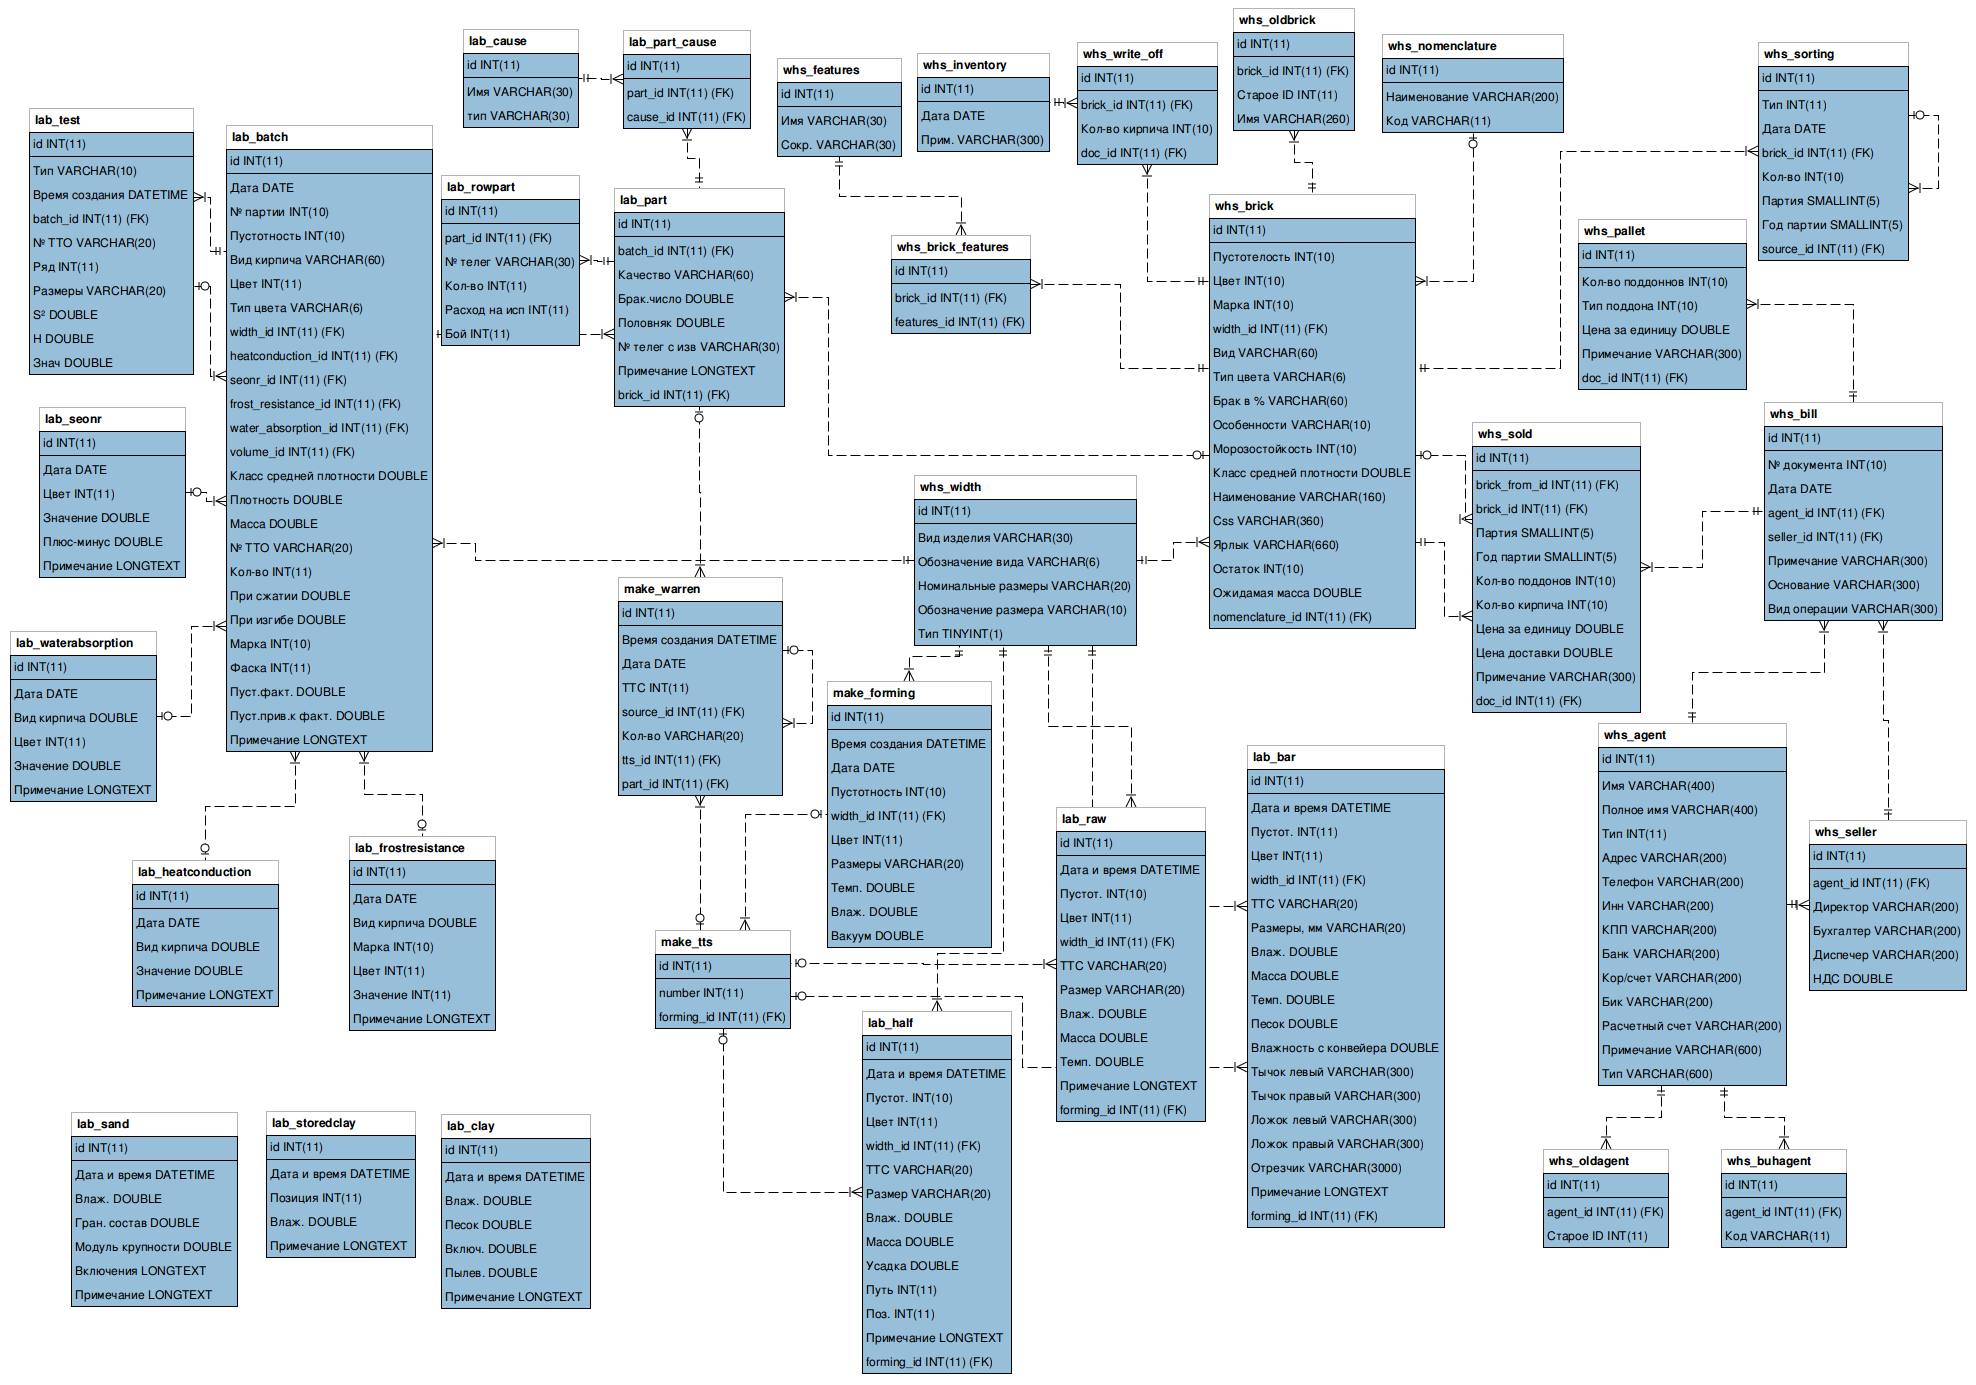 lab_cause
id INT(11)
Имя VARCHAR(30)
тип VARCHAR(30)
lab_part_cause
id INT(11)
part_id INT(11) (FK)
cause_id INT(11) (FK)
whs_features
id INT(11)
Имя VARCHAR(30)
Сокр. VARCHAR(30)
whs_inventory
id INT(11)
Дата DATE
Прим. VARCHAR(300)
whs_write_off
id INT(11)
brick_id INT(11) (FK)
Кол-во кирпича INT(10)
doc_id INT(11) (FK)
whs_oldbrick
id INT(11)
brick_id INT(11) (FK)
Старое ID INT(11)
Имя VARCHAR(260)
whs_nomenclature
id INT(11)
Наименование VARCHAR(200)
Код VARCHAR(11)
whs_sorting
id INT(11)
Тип INT(11)
Дата DATE
brick_id INT(11) (FK)
Кол-во INT(10)
Партия SMALLINT(5)
Год партии SMALLINT(5)
source_id INT(11) (FK)
lab_test
id INT(11)
Тип VARCHAR(10)
Время создания DATETIME
batch_id INT(11) (FK)
№ ТТО VARCHAR(20)
Ряд INT(11)
Размеры VARCHAR(20)
S² DOUBLE
H DOUBLE
Знач DOUBLE
lab_batch
id INT(11)
Дата DATE
№ партии INT(10)
Пустотность INT(10)
Вид кирпича VARCHAR(60)
Цвет INT(11)
Тип цвета VARCHAR(6)
width_id INT(11) (FK)
heatconduction_id INT(11) (FK)
seonr_id INT(11) (FK)
frost_resistance_id INT(11) (FK)
water_absorption_id INT(11) (FK)
volume_id INT(11) (FK)
Класс средней плотности DOUBLE
Плотность DOUBLE
Масса DOUBLE
№ ТТО VARCHAR(20)
Кол-во INT(11)
При сжатии DOUBLE
При изгибе DOUBLE
Марка INT(10)
Фаска INT(11)
Пуст.факт. DOUBLE
Пуст.прив.к факт. DOUBLE
Примечание LONGTEXT
lab_rowpart
id INT(11)
part_id INT(11) (FK)
№ телег VARCHAR(30)
Кол-во INT(11)
Расход на исп INT(11)
Бой INT(11)
lab_part
id INT(11)
batch_id INT(11) (FK)
Качество VARCHAR(60)
Брак.число DOUBLE
Половняк DOUBLE
№ телег с изв VARCHAR(30)
Примечание LONGTEXT
brick_id INT(11) (FK)
whs_brick_features
id INT(11)
brick_id INT(11) (FK)
features_id INT(11) (FK)
whs_brick
id INT(11)
Пустотелость INT(10)
Цвет INT(10)
Марка INT(10)
width_id INT(11) (FK)
Вид VARCHAR(60)
Тип цвета VARCHAR(6)
Брак в % VARCHAR(60)
Особенности VARCHAR(10)
Морозостойкость INT(10)
Класс средней плотности DOUBLE
Наименование VARCHAR(160)
Css VARCHAR(360)
Ярлык VARCHAR(660)
Остаток INT(10)
Ожидамая масса DOUBLE
nomenclature_id INT(11) (FK)
whs_pallet
id INT(11)
Кол-во поддоннов INT(10)
Тип поддона INT(10)
Цена за единицу DOUBLE
Примечание VARCHAR(300)
doc_id INT(11) (FK)
lab_seonr
id INT(11)
Дата DATE
Цвет INT(11)
Значение DOUBLE
Плюс-минус DOUBLE
Примечание LONGTEXT
whs_width
id INT(11)
Вид изделия VARCHAR(30)
Обозначение вида VARCHAR(6)
Номинальные размеры VARCHAR(20)
Обозначение размера VARCHAR(10)
Тип TINYINT(1)
whs_sold
id INT(11)
brick_from_id INT(11) (FK)
brick_id INT(11) (FK)
Партия SMALLINT(5)
Год партии SMALLINT(5)
Кол-во поддонов INT(10)
Кол-во кирпича INT(10)
Цена за единицу DOUBLE
Цена доставки DOUBLE
Примечание VARCHAR(300)
doc_id INT(11) (FK)
whs_bill
id INT(11)
№ документа INT(10)
Дата DATE
agent_id INT(11) (FK)
seller_id INT(11) (FK)
Примечание VARCHAR(300)
Основание VARCHAR(300)
Вид операции VARCHAR(300)
lab_waterabsorption
id INT(11)
Дата DATE
Вид кирпича DOUBLE
Цвет INT(11)
Значение DOUBLE
Примечание LONGTEXT
make_warren
id INT(11)
Время создания DATETIME
Дата DATE
ТТС INT(11)
source_id INT(11) (FK)
Кол-во VARCHAR(20)
tts_id INT(11) (FK)
part_id INT(11) (FK)
make_forming
id INT(11)
Время создания DATETIME
Дата DATE
Пустотность INT(10)
width_id INT(11) (FK)
Цвет INT(11)
Размеры VARCHAR(20)
Темп. DOUBLE
Влаж. DOUBLE
Вакуум DOUBLE
lab_raw
id INT(11)
Дата и время DATETIME
Пустот. INT(10)
Цвет INT(11)
width_id INT(11) (FK)
ТТС VARCHAR(20)
Размер VARCHAR(20)
Влаж. DOUBLE
Масса DOUBLE
Темп. DOUBLE
Примечание LONGTEXT
forming_id INT(11) (FK)
lab_bar
id INT(11)
Дата и время DATETIME
Пустот. INT(11)
Цвет INT(11)
width_id INT(11) (FK)
ТТС VARCHAR(20)
Размеры, мм VARCHAR(20)
Влаж. DOUBLE
Масса DOUBLE
Темп. DOUBLE
Песок DOUBLE
Влажность с конвейера DOUBLE
Тычок левый VARCHAR(300)
Тычок правый VARCHAR(300)
Ложок левый VARCHAR(300)
Ложок правый VARCHAR(300)
Отрезчик VARCHAR(3000)
Примечание LONGTEXT
forming_id INT(11) (FK)
whs_agent
id INT(11)
Имя VARCHAR(400)
Полное имя VARCHAR(400)
Тип INT(11)
Адрес VARCHAR(200)
Телефон VARCHAR(200)
Инн VARCHAR(200)
КПП VARCHAR(200)
Банк VARCHAR(200)
Кор/счет VARCHAR(200)
Бик VARCHAR(200)
Расчетный счет VARCHAR(200)
Примечание VARCHAR(600)
Тип VARCHAR(600)
whs_seller
id INT(11)
agent_id INT(11) (FK)
Директор VARCHAR(200)
Бухгалтер VARCHAR(200)
Диспечер VARCHAR(200)
НДС DOUBLE
lab_heatconduction
id INT(11)
Дата DATE
Вид кирпича DOUBLE
Значение DOUBLE
Примечание LONGTEXT
lab_frostresistance
id INT(11)
Дата DATE
Вид кирпича DOUBLE
Марка INT(10)
Цвет INT(11)
Значение INT(11)
Примечание LONGTEXT
make_tts
id INT(11)
number INT(11)
forming_id INT(11) (FK)
lab_half
id INT(11)
Дата и время DATETIME
Пустот. INT(10)
Цвет INT(11)
width_id INT(11) (FK)
ТТС VARCHAR(20)
Размер VARCHAR(20)
Влаж. DOUBLE
Масса DOUBLE
Усадка DOUBLE
Путь INT(11)
Поз. INT(11)
Примечание LONGTEXT
forming_id INT(11) (FK)
lab_sand
id INT(11)
Дата и время DATETIME
Влаж. DOUBLE
Гран. состав DOUBLE
Модуль крупности DOUBLE
Включения LONGTEXT
Примечание LONGTEXT
lab_storedclay
id INT(11)
Дата и время DATETIME
Позиция INT(11)
Влаж. DOUBLE
Примечание LONGTEXT
lab_clay
id INT(11)
Дата и время DATETIME
Влаж. DOUBLE
Песок DOUBLE
Включ. DOUBLE
Пылев. DOUBLE
Примечание LONGTEXT
whs_oldagent
id INT(11)
agent_id INT(11) (FK)
Старое ID INT(11)
whs_buhagent
id INT(11)
agent_id INT(11) (FK)
Код VARCHAR(11)